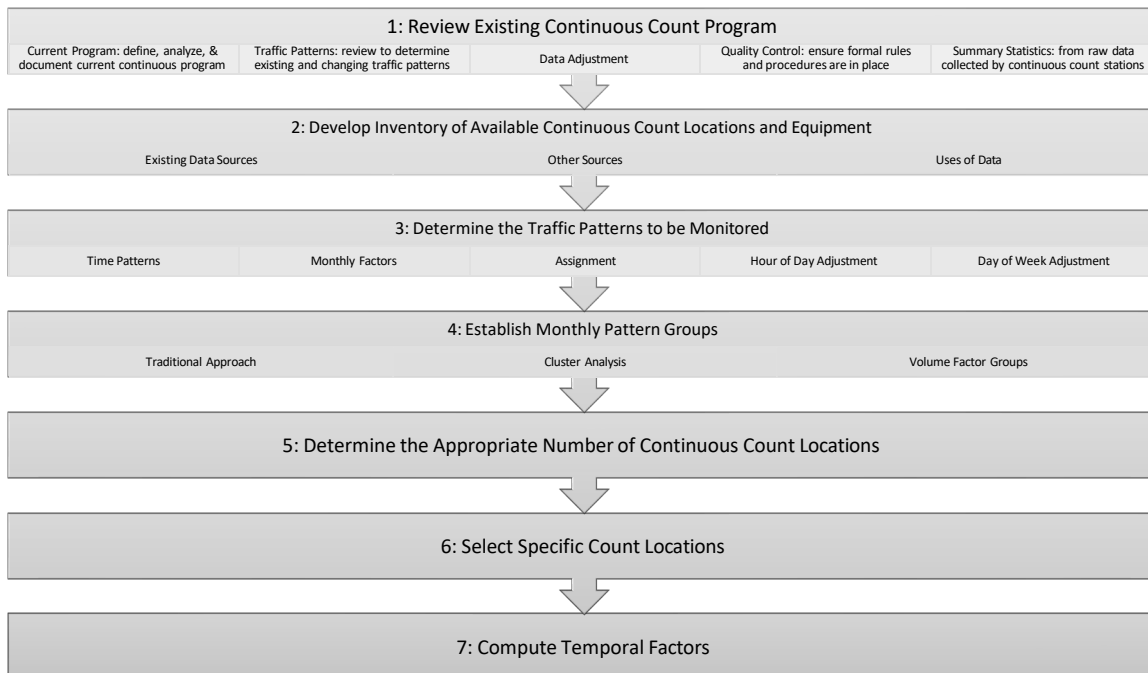 1: Review Existing Continuous Count Program
Current Program: define, analyze, &
document current continuous program
Traffic Patterns: review to determine
existing and changing traffic patterns
Data Adjustment
Quality Control: ensure formal rules
and procedures are in place
Summary Statistics: from raw data
collected by continuous count stations
2: Develop Inventory of Available Continuous Count Locations and Equipment
Existing Data Sources
Other Sources
Uses of Data
3: Determine the Traffic Patterns to be Monitored
Time Patterns
Monthly Factors
Assignment
Hour of Day Adjustment
Day of Week Adjustment
4: Establish Monthly Pattern Groups
Traditional Approach
Cluster Analysis
Volume Factor Groups
5: Determine the Appropriate Number of Continuous Count Locations
6: Select Specific Count Locations
7: Compute Temporal Factors